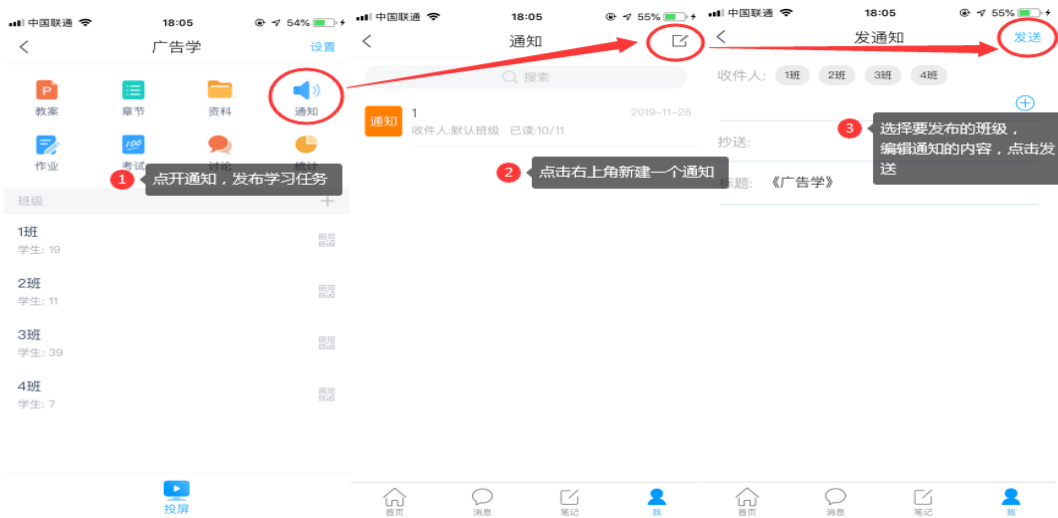 中国联通
18:05
54%
广告学
设置
P
教案
章节
资料
通知
100
作业
考试
讨论
统计
1
点开通知，发布学习任务
班级
1班
学生: 19
2班
学生: 11
3班
学生: 39
4班
学生: 7
投屏
中国联通
18:05
55%
通知
搜索
通知
1
2019-11-28
收件人:默认班级 已读:10/11
2
点击右上角新建一个通知
首页
消息
笔记
我
中国联通
18:05
55%
发通知
发送
收件人:
1班
2班
3班
4班
3
选择要发布的班级，
编辑通知的内容，点击发
送
抄送:
标题: 《广告学》
首页
消息
笔记
我